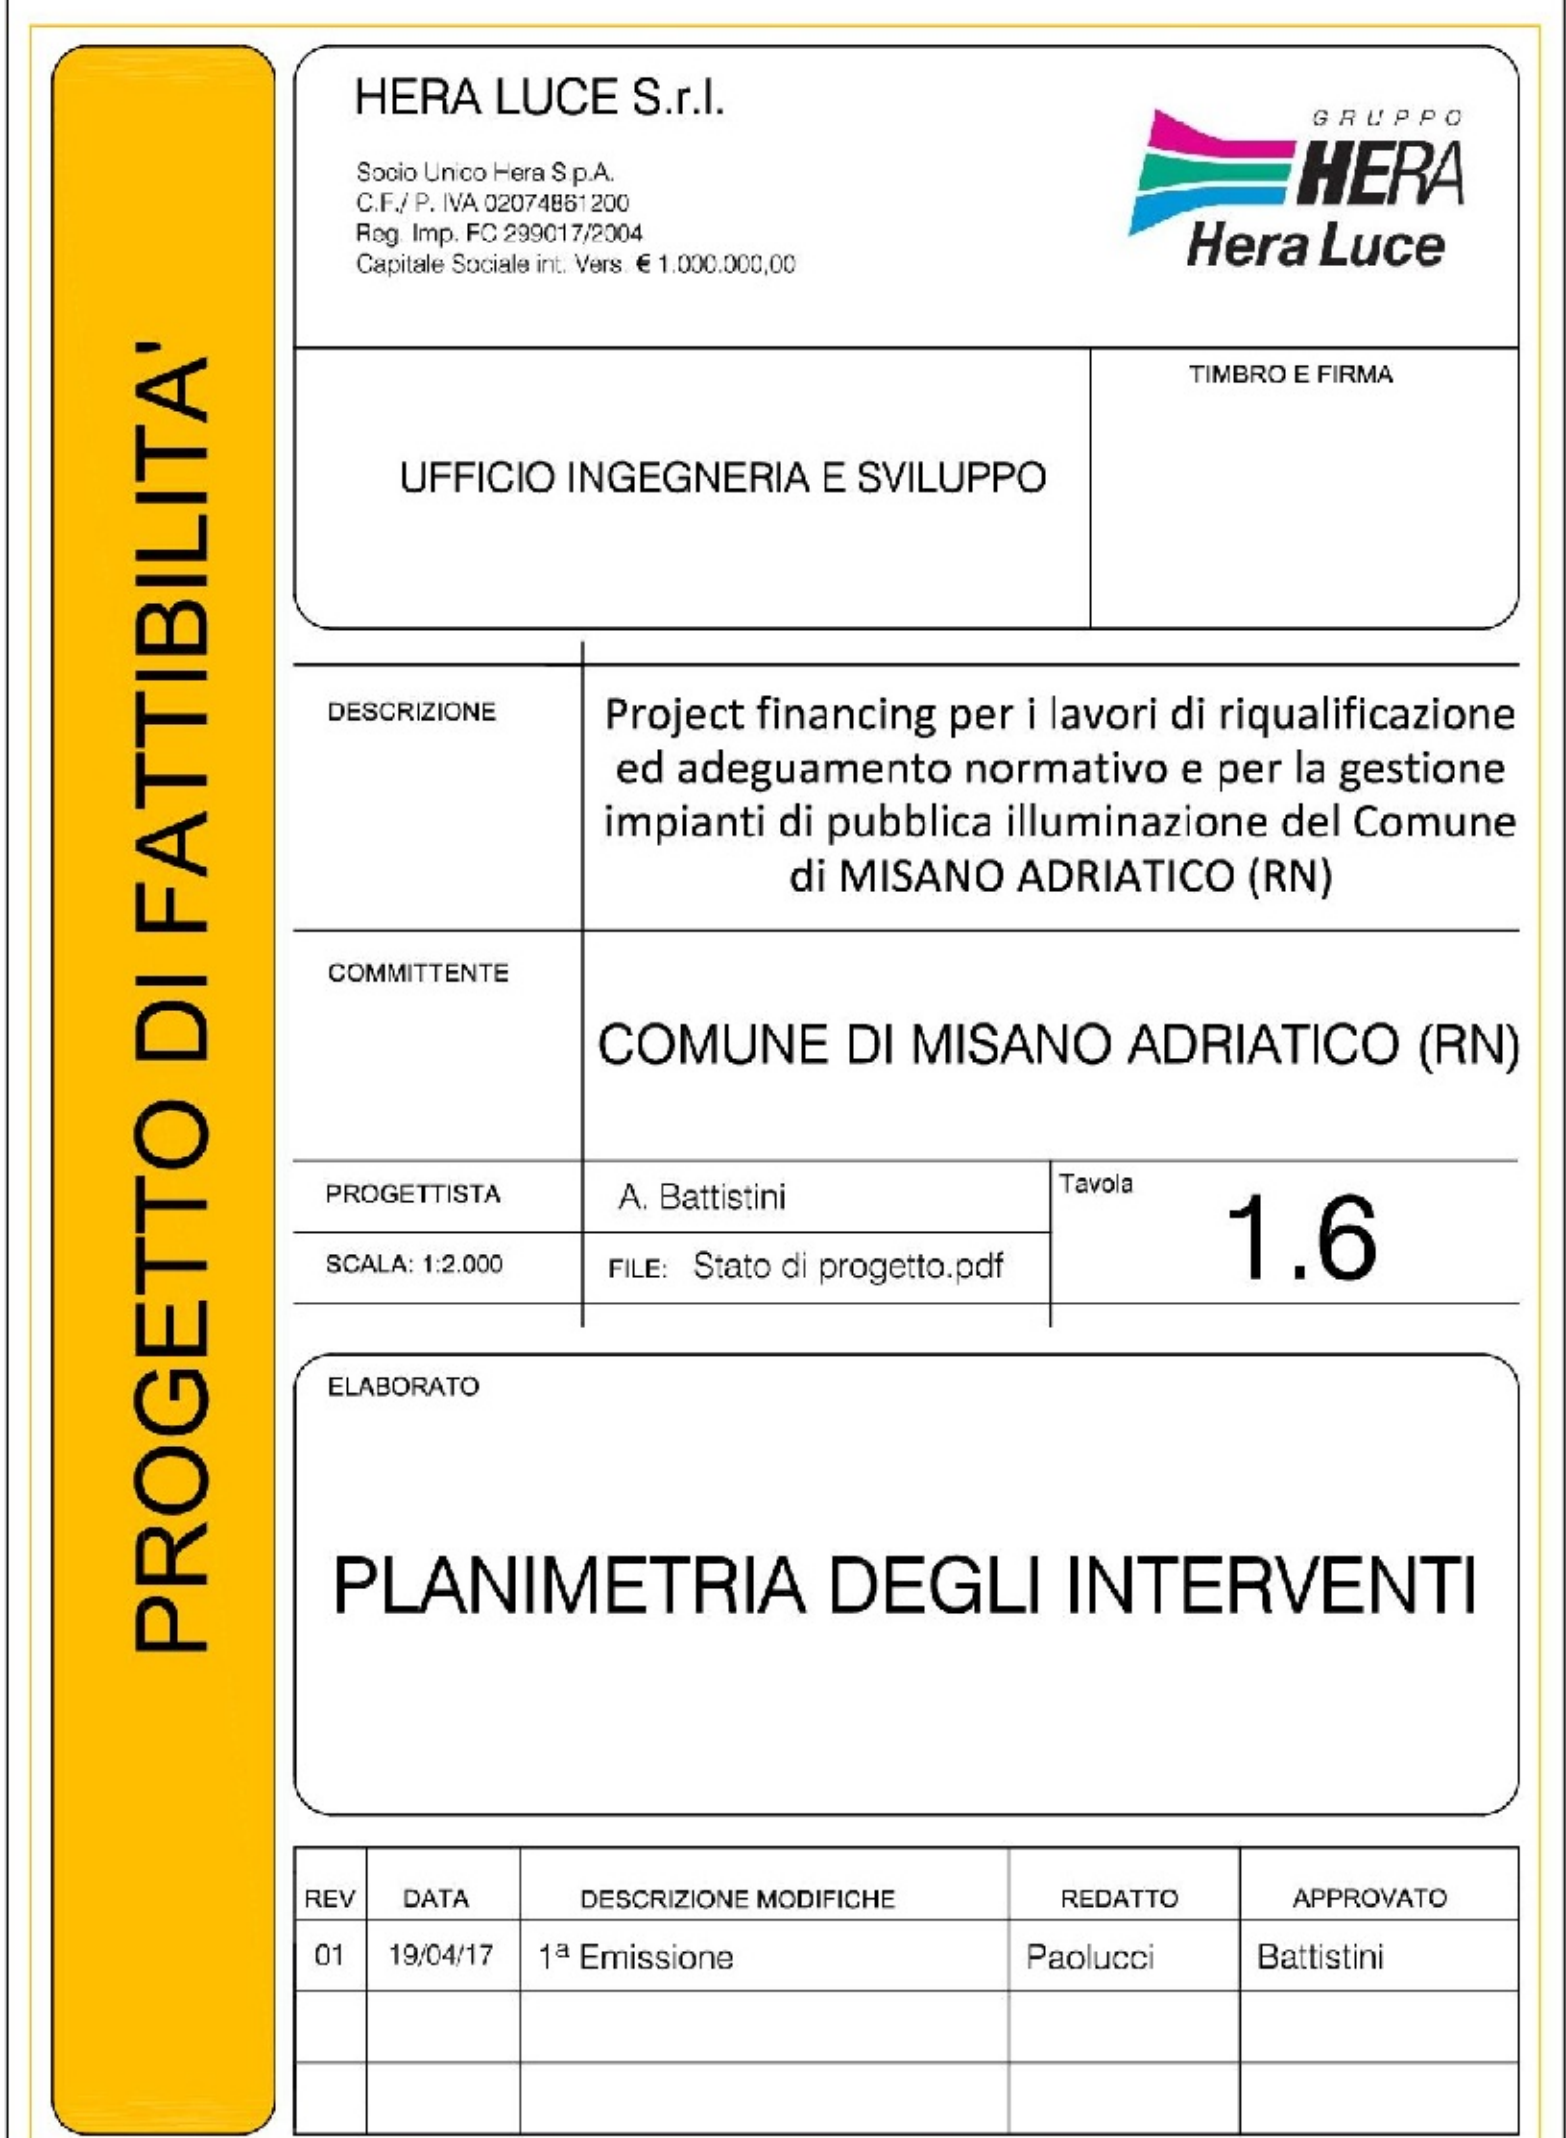 PROGETTO DI FATTIBILITA'
HERA LUCE S.r.l.
Socio Unico Hera S.p.A.
C.F./ P. IVA 02074861200
Reg. Imp. FC 299017/2004
Capitale Sociale int. Vers. € 1.000.000,00
GRUPPO
HERA
Hera Luce
UFFICIO INGEGNERIA E SVILUPPO
TIMBRO E FIRMA
DESCRIZIONE
Project financing per i lavori di riqualificazione
ed adeguamento normativo e per la gestione
impianti di pubblica illuminazione del Comune
di MISANO ADRIATICO (RN)
COMMITTENTE
COMUNE DI MISANO ADRIATICO (RN)
PROGETTISTA
A. Battistini
SCALA: 1:2.000
FILE: Stato di progetto.pdf
Tavola
1.6
ELABORATO
PLANIMETRIA DEGLI INTERVENTI
REV DATA DESCRIZIONE MODIFICHE REDATTO APPROVATO
01 19/04/17 1ª Emissione Paolucci Battistini